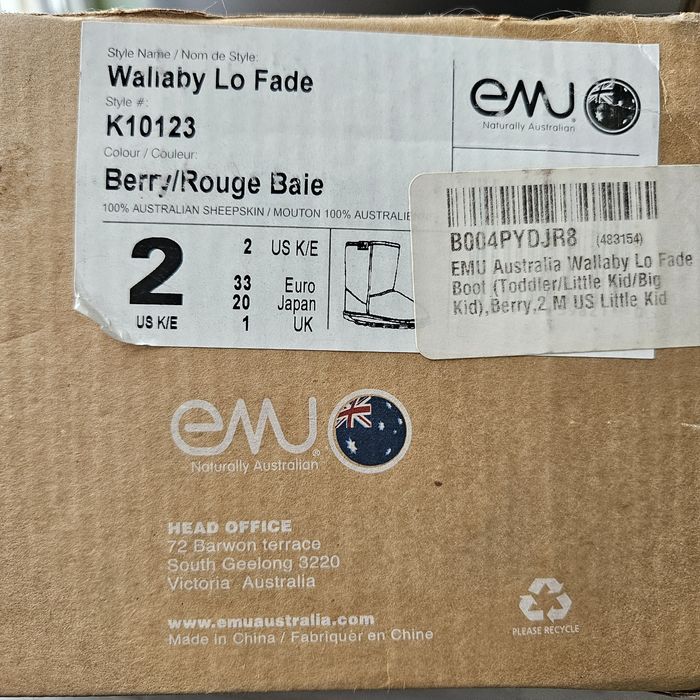 Style Name / Nom de Style:
Wallaby Lo Fade
Style #:
K10123
Colour / Couleur:
Berry/Rouge Baie
100% AUSTRALIAN SHEEPSKIN / MOUTON 100% AUSTRALIE
2
US K/E
2 US K/E
33 Euro
20 Japan
1 UK
emu
Naturally Australian
B004PYDJR8 (483154)
EMU Australia Wallaby Lo Fade
Boot (Toddler/Little Kid/Big
Kid),Berry,2 M US Little Kid
emu®
Naturally Australian
HEAD OFFICE
72 Barwon terrace
South Geelong 3220
Victoria Australia
www.emuaustralia.com
Made in China / Fabriquér en Chine
PLEASE RECYCLE